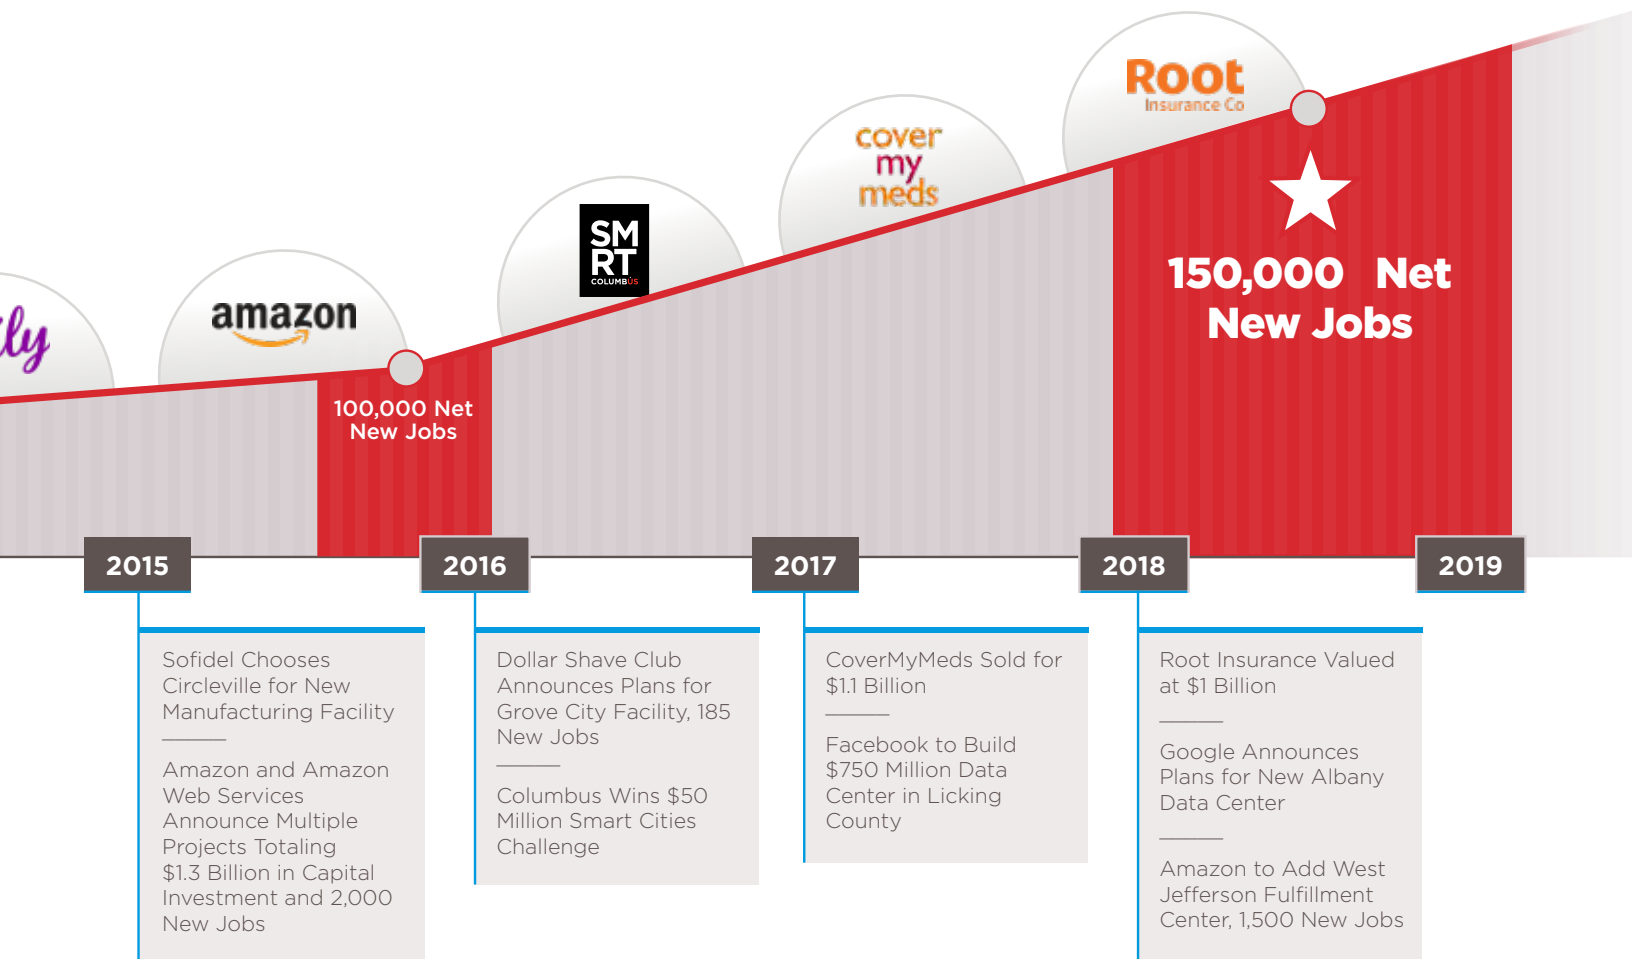 Root
Insurance Co
cover
my
meds
SM
RT
COLUMBUS
amazon
150,000 Net
New Jobs
100,000 Net
New Jobs
2015
2016
2017
2018
2019
Sofidel Chooses
Circleville for New
Manufacturing Facility
Amazon and Amazon
Web Services
Announce Multiple
Projects Totaling
$1.3 Billion in Capital
Investment and 2,000
New Jobs
Dollar Shave Club
Announces Plans for
Grove City Facility, 185
New Jobs
Columbus Wins $50
Million Smart Cities
Challenge
CoverMyMeds Sold for
$1.1 Billion
Facebook to Build
$750 Million Data
Center in Licking
County
Root Insurance Valued
at $1 Billion
Google Announces
Plans for New Albany
Data Center
Amazon to Add West
Jefferson Fulfillment
Center, 1,500 New Jobs